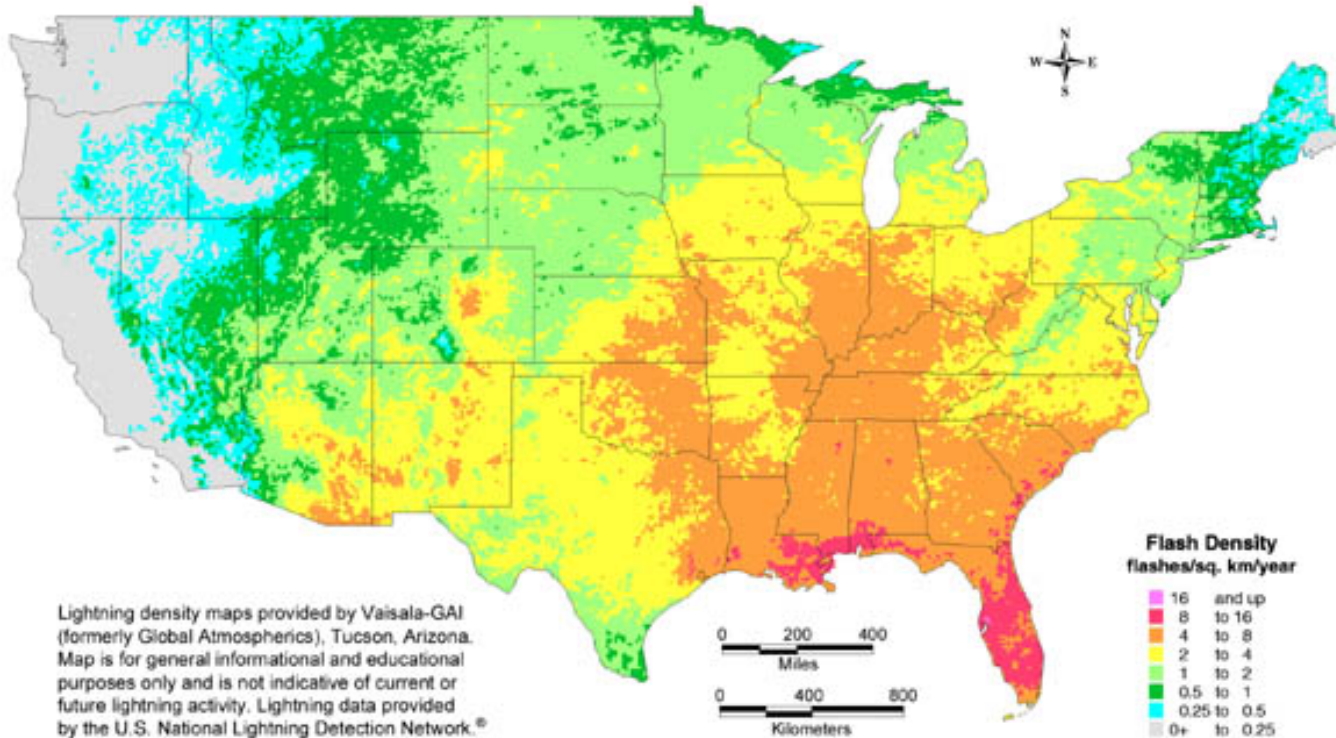 N
W E
S
Flash Density
flashes/sq. km/year
16 and up
8 to 16
4 to 8
2 to 4
1 to 2
0.5 to 1
0.25 to 0.5
0+ to 0.25
Lightning density maps provided by Vaisala-GAI
(formerly Global Atmospherics), Tucson, Arizona.
Map is for general informational and educational
purposes only and is not indicative of current or
future lightning activity. Lightning data provided
by the U.S. National Lightning Detection Network.®
0 200 400
Miles
0 400 800
Kilometers